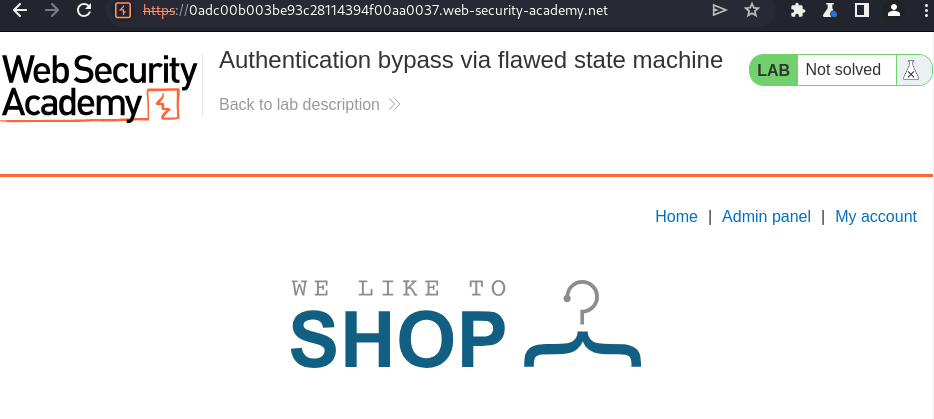 https://0adc00b003be93c28114394f00aa0037.web-security-academy.net
Web Security
Academy
Authentication bypass via flawed state machine
Back to lab description
LAB Not solved
Home | Admin panel | My account
WE LIKE TO
SHOP